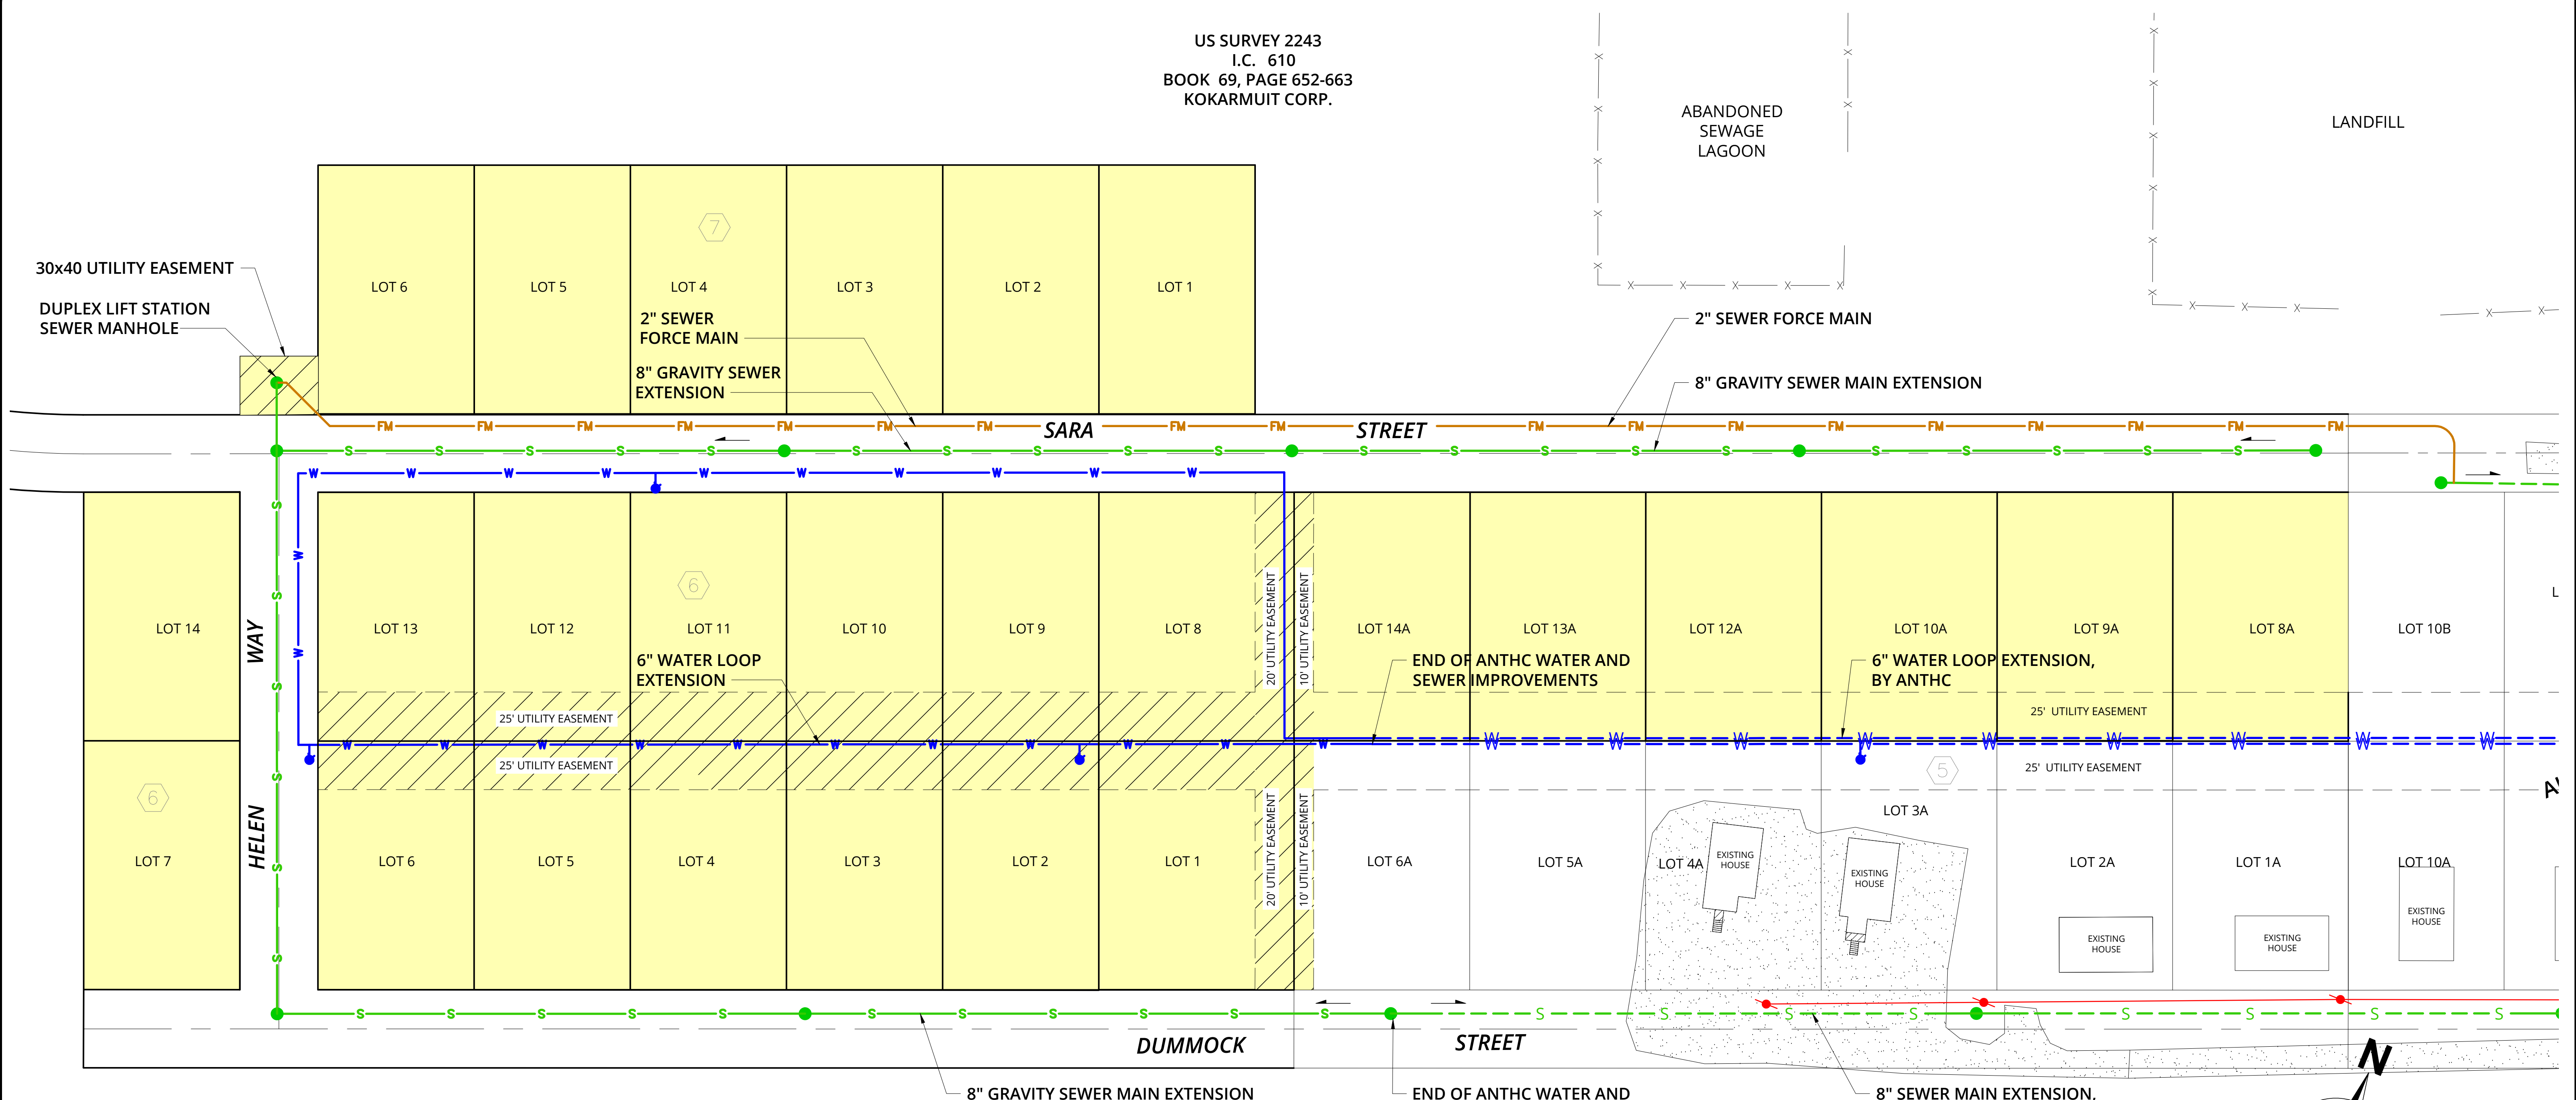 US SURVEY 2243
I.C. 610
BOOK 69, PAGE 652-663
KOKARMUIT CORP.
ABANDONED
SEWAGE
LAGOON
LANDFILL
7
30x40 UTILITY EASEMENT
DUPLEX LIFT STATION
SEWER MANHOLE
LOT 6
LOT 5
LOT 4
LOT 3
LOT 2
LOT 1
2" SEWER
FORCE MAIN
8" GRAVITY SEWER
EXTENSION
2" SEWER FORCE MAIN
8" GRAVITY SEWER MAIN EXTENSION
SARA STREET
6
LOT 14
LOT 13
LOT 12
LOT 11
LOT 10
LOT 9
LOT 8
20' UTILITY EASEMENT
10' UTILITY EASEMENT
LOT 14A
LOT 13A
LOT 12A
LOT 10A
LOT 9A
LOT 8A
LOT 10B
6" WATER LOOP
EXTENSION
END OF ANTHC WATER AND
SEWER IMPROVEMENTS
6" WATER LOOP EXTENSION,
BY ANTHC
25' UTILITY EASEMENT
25' UTILITY EASEMENT
25' UTILITY EASEMENT
25' UTILITY EASEMENT
HELEN WAY
6
5
LOT 7
LOT 6
LOT 5
LOT 4
LOT 3
LOT 2
LOT 1
20' UTILITY EASEMENT
10' UTILITY EASEMENT
LOT 6A
LOT 5A
LOT 4A
LOT 3A
LOT 2A
LOT 1A
LOT 10A
EXISTING
HOUSE
EXISTING
HOUSE
EXISTING
HOUSE
EXISTING
HOUSE
EXISTING
HOUSE
DUMMOCK STREET
N
8" GRAVITY SEWER MAIN EXTENSION
END OF ANTHC WATER AND
8" SEWER MAIN EXTENSION,